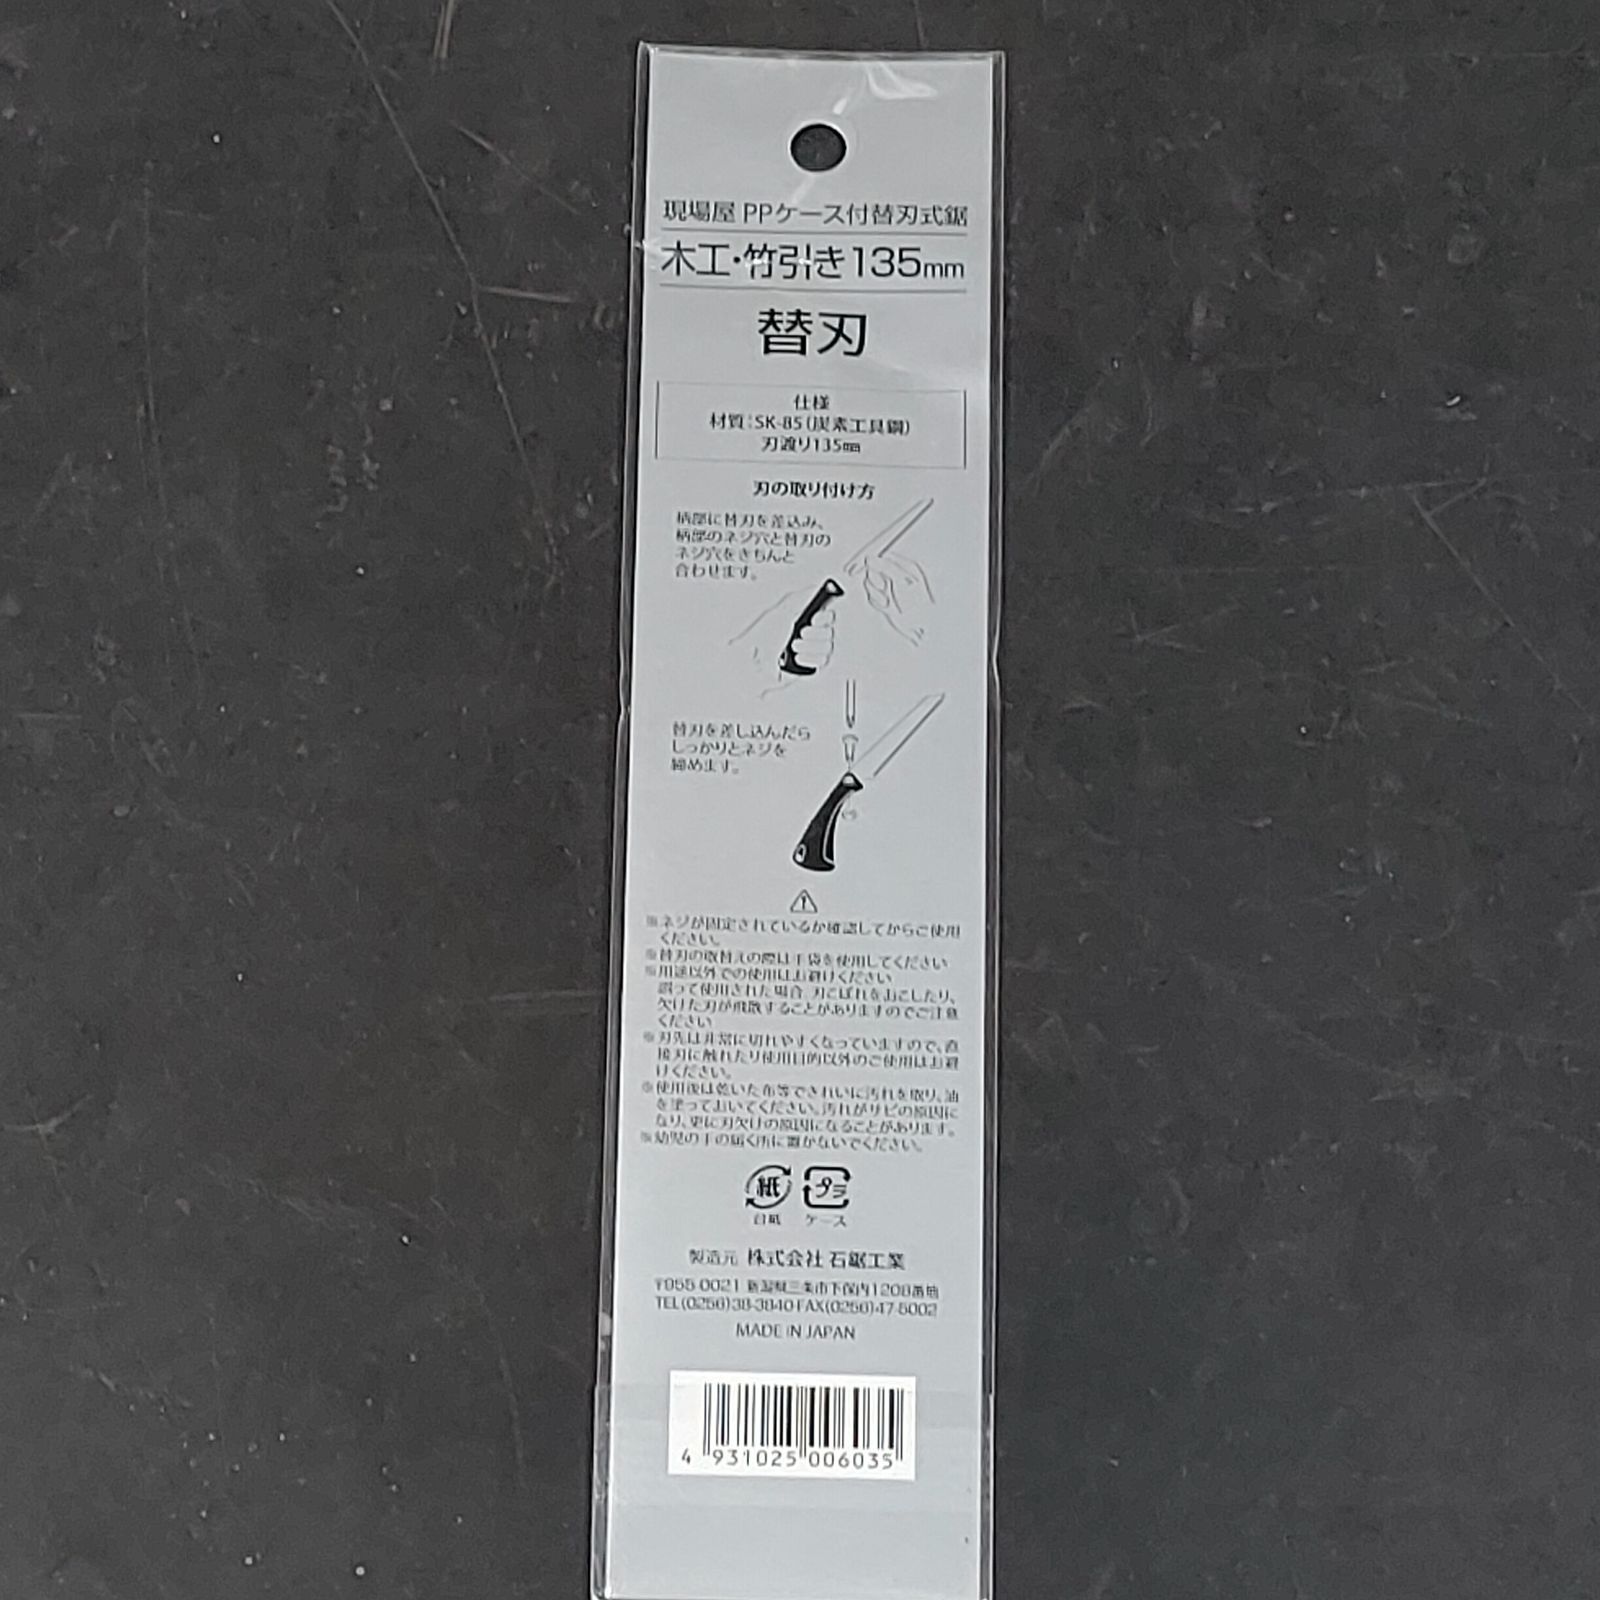 現場屋 PPケース付替刃式鋸
木工・竹引き135mm
替刃
仕様
材質：SK-85（炭素工具鋼）
刃渡り135㎜
刃の取り付け方
柄部に替刃を差込み、
柄部のネジ穴と替刃の
ネジ穴をきちんと
合わせます。
替刃を差し込んだら
しっかりとネジを
締めます。
※ネジが固定されているか確認してからご使用
ください。
※替刃の取替えの際は手袋を使用してください
※用途以外での使用はお避けください
誤って使用された場合 刃こぼれをおこしたり、
欠けた刃が飛散することがありますのでご注意
ください
※刃先は非常に切れやすくなっていますので、直
接刃に触れたり使用目的以外のご使用はお避
けください。
※使用後は乾いた布等できれいに汚れを取り、油
を塗っておいてください。汚れがサビの原因に
なり、更に刃欠けの原因になることがあります。
※幼児の手の届く所に置かないでください。
紙 プラ
台紙 ケース
製造元 株式会社 石鋸工業
〒955-0021 新潟県三条市下保内1208番地
TEL(0256)38-3840 FAX(0256)47-5002
MADE IN JAPAN
4 931025 006035